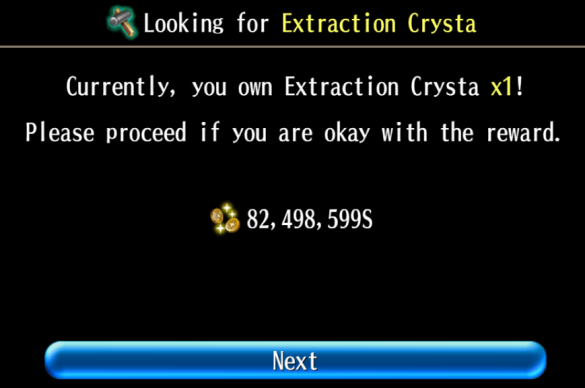 Looking for Extraction Crysta
Currently, you own Extraction Crysta x1!
Please proceed if you are okay with the reward.
82,498,599S
Next